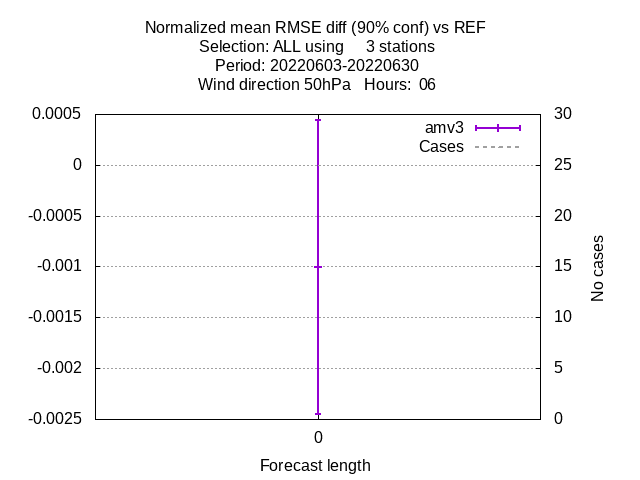 Normalized mean RMSE diff (90% conf) vs REF
Selection: ALL using     3 stations
Period: 20220603-20220630
Wind direction 50hPa   Hours:  06
amv3
Cases
0.0005
0
-0.0005
-0.001
-0.0015
-0.002
-0.0025
30
25
20
15
10
5
0
No cases
0
Forecast length